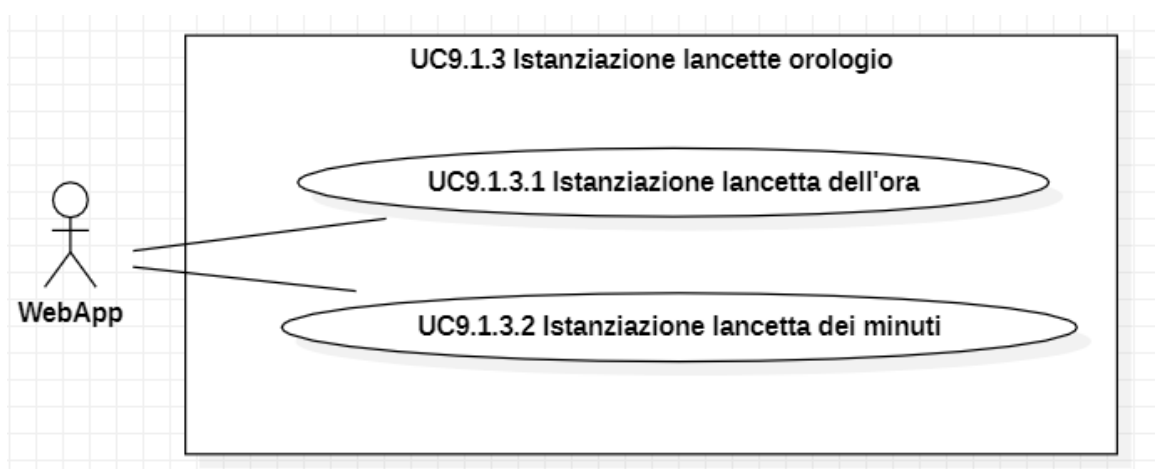 UC9.1.3 Istanziazione lancette orologio
UC9.1.3.1 Istanziazione lancetta dell'ora
WebApp
UC9.1.3.2 Istanziazione lancetta dei minuti